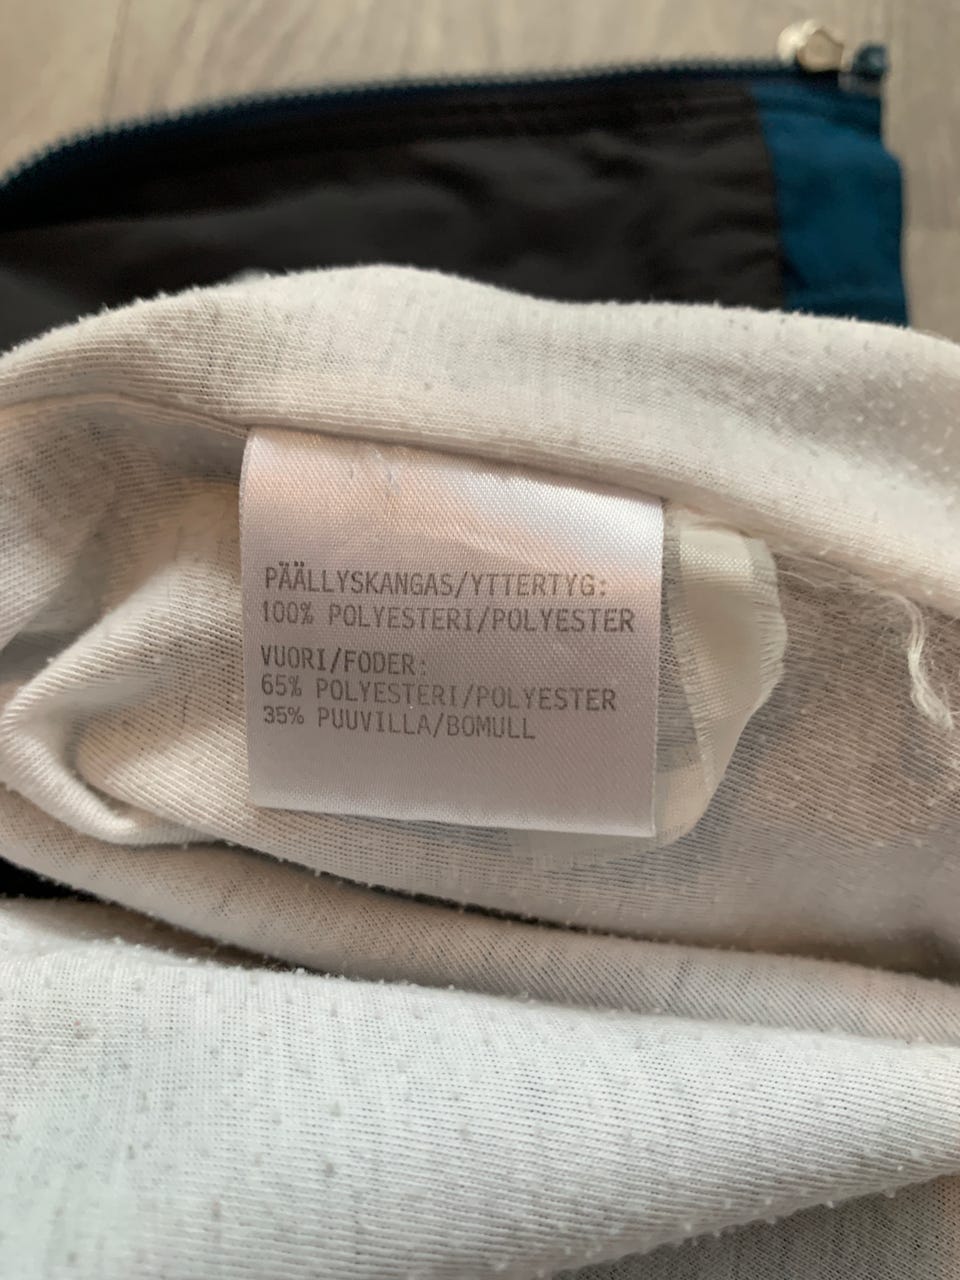 PÄÄLLYSKANGAS/YTTERTYG:
100% POLYESTERI/POLYESTER
VUORI/FODER:
65% POLYESTERI/POLYESTER
35% PUUVILLA/BOMULL